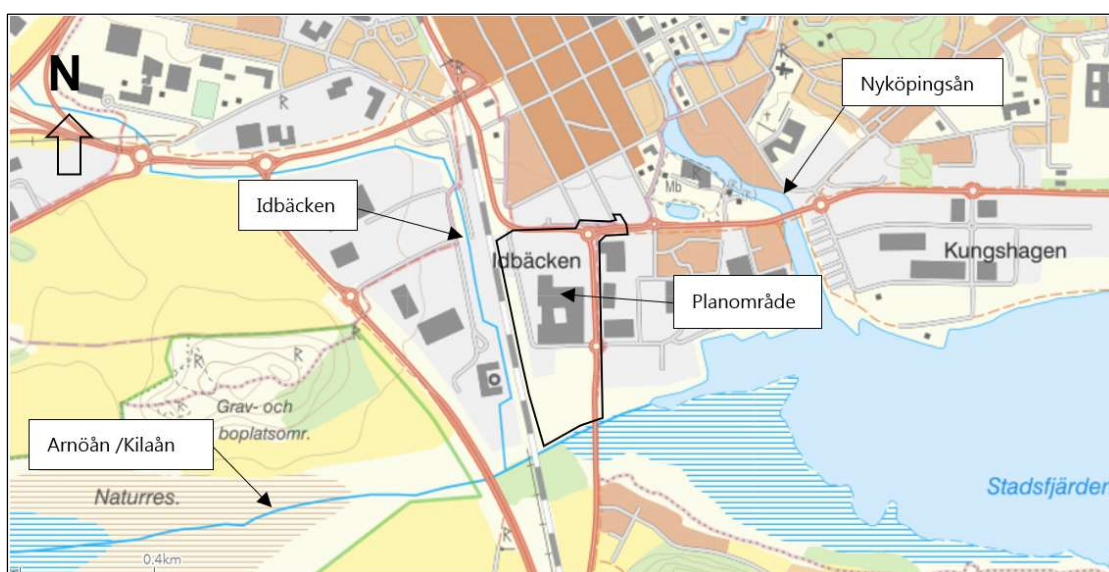 N
Nyköpingsån
Idbäcken
Mb
Idbäcken
Kungshagen
Planområde
Grav- och
boplatsomr.
Arnöån /Kilaån
Naturres.
Stadsfjärden
0.4km